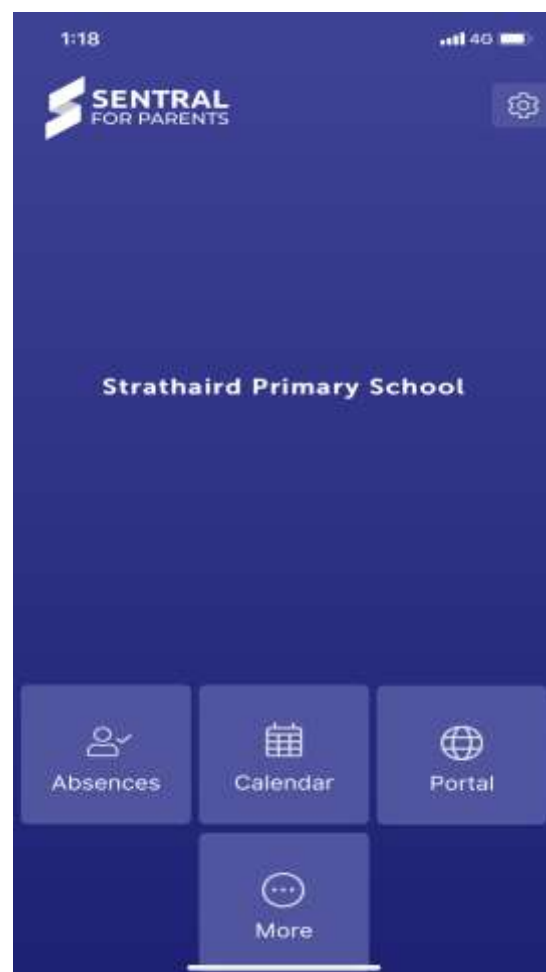 1:18
4G
SENTRAL
FOR PARENTS
Strathaird Primary School
Absences
Calendar
Portal
More